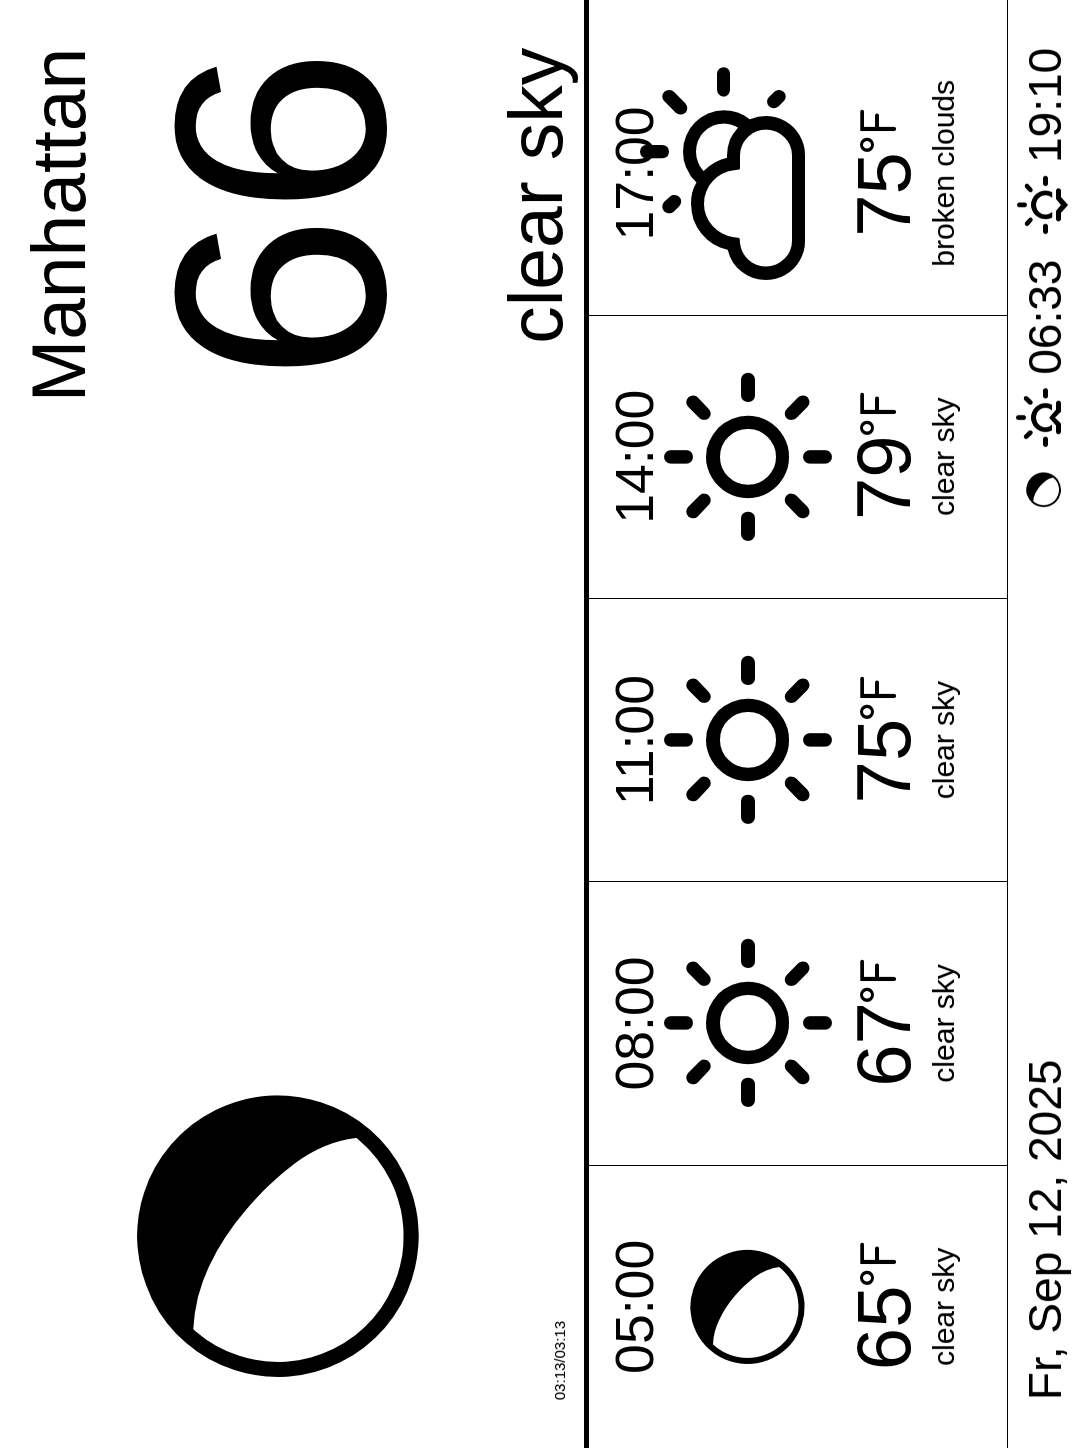 Manhattan
66
clear sky
03:13/03:13
05:00 08:00 11:00 14:00 17:00
65°F 67°F 75°F 79°F 75°F
clear sky clear sky clear sky clear sky broken clouds
Fr, Sep 12, 2025 06:33 19:10